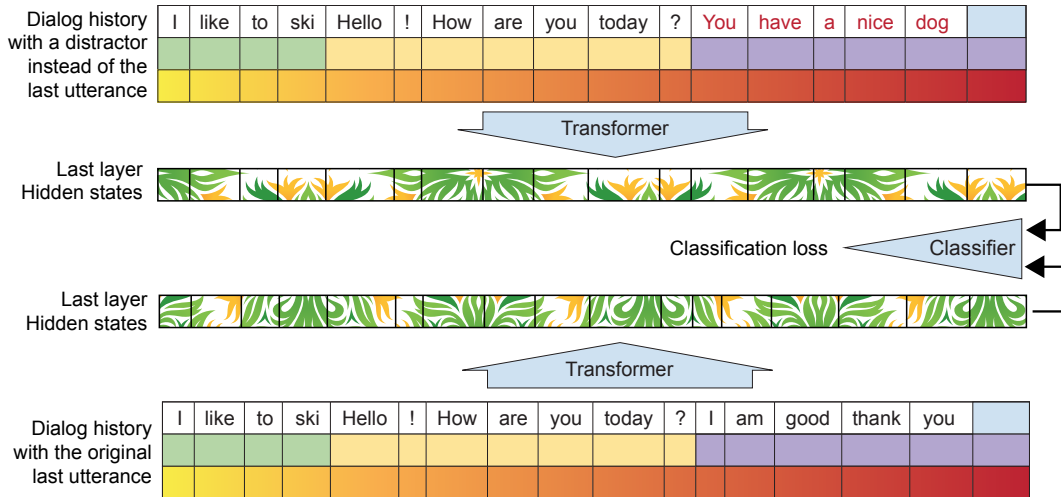 Dialog history
with a distractor
instead of the
last utterance
I like to ski Hello ! How are you today ? You have a nice dog
Transformer
Last layer
Hidden states
Classification loss
Classifier
Last layer
Hidden states
Transformer
Dialog history
with the original
last utterance
I like to ski Hello ! How are you today ? I am good thank you